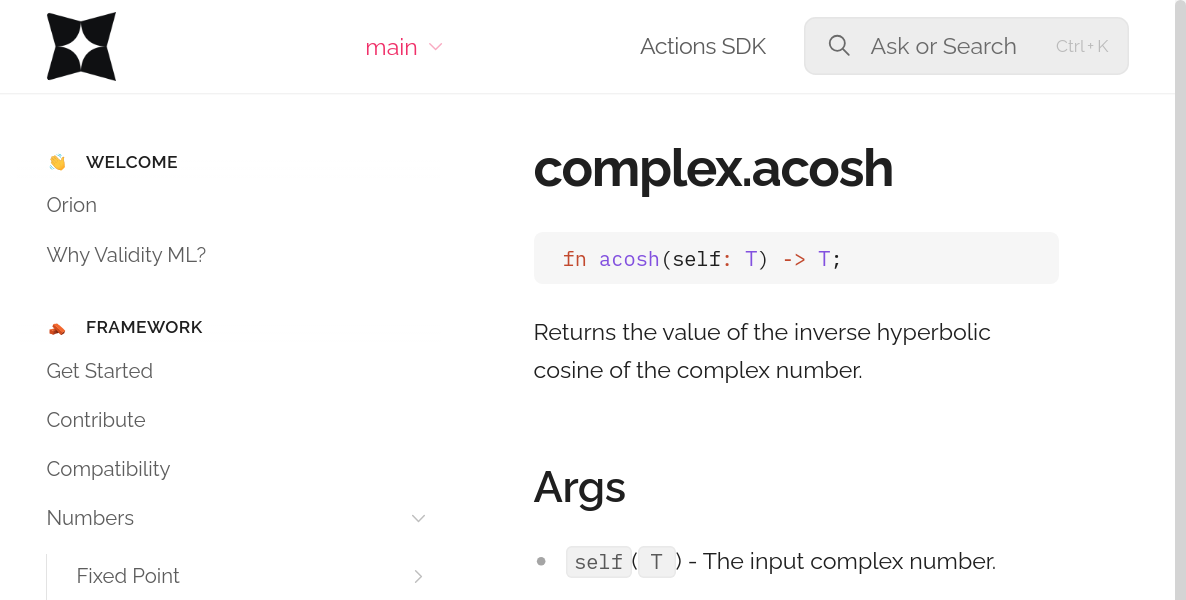 main
Actions SDK
Ask or Search
Ctrl+K
WELCOME
Orion
Why Validity ML?
FRAMEWORK
Get Started
Contribute
Compatibility
Numbers
Fixed Point
complex.acosh
fn acosh(self: T) -> T;
Returns the value of the inverse hyperbolic
cosine of the complex number.
Args
self(T) - The input complex number.